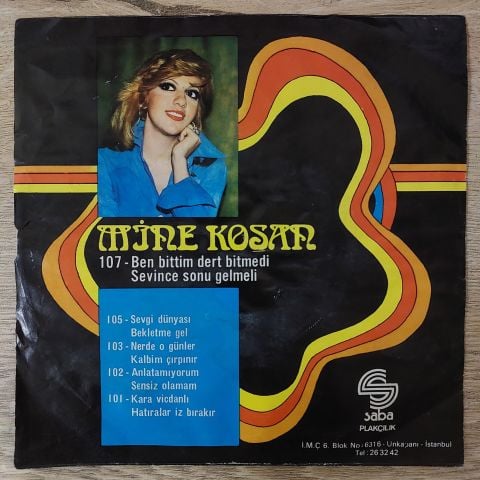 MİNE KOŞAN
107 - Ben bittim dert bitmedi
Sevince sonu gelmeli
105 - Sevgi dünyası
Bekletme gel
103 - Nerde o günler
Kalbim çırpınır
102 - Anlatamıyorum
Sensiz olamam
101 - Kara vicdanlı
Hatıralar iz bırakır
saba
PLAKÇILIK
I.M.Ç 6. Blok No: 6316 - Unkapanı - İstanbul
Tel: 26 32 42